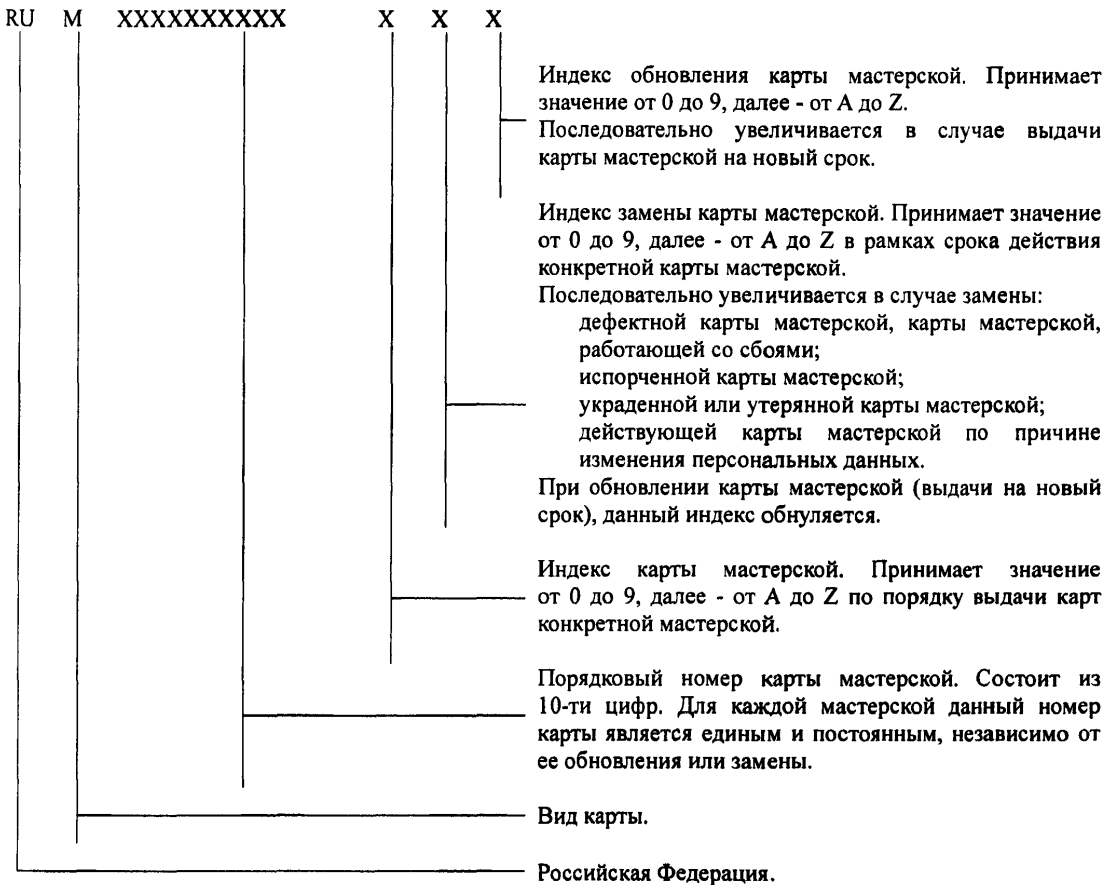 RU M XXXXXXXXXX X X X
Индекс обновления карты мастерской. Принимает
значение от 0 до 9, далее - от A до Z.
Последовательно увеличивается в случае выдачи
карты мастерской на новый срок.
Индекс замены карты мастерской. Принимает значение
от 0 до 9, далее - от A до Z в рамках срока действия
конкретной карты мастерской.
Последовательно увеличивается в случае замены:
дефектной карты мастерской, карты мастерской,
работающей со сбоями;
испорченной карты мастерской;
украденной или утерянной карты мастерской;
действующей карты мастерской по причине
изменения персональных данных.
При обновлении карты мастерской (выдачи на новый
срок), данный индекс обнуляется.
Индекс карты мастерской. Принимает значение
от 0 до 9, далее - от A до Z по порядку выдачи карт
конкретной мастерской.
Порядковый номер карты мастерской. Состоит из
10-ти цифр. Для каждой мастерской данный номер
карты является единым и постоянным, независимо от
ее обновления или замены.
Вид карты.
Российская Федерация.